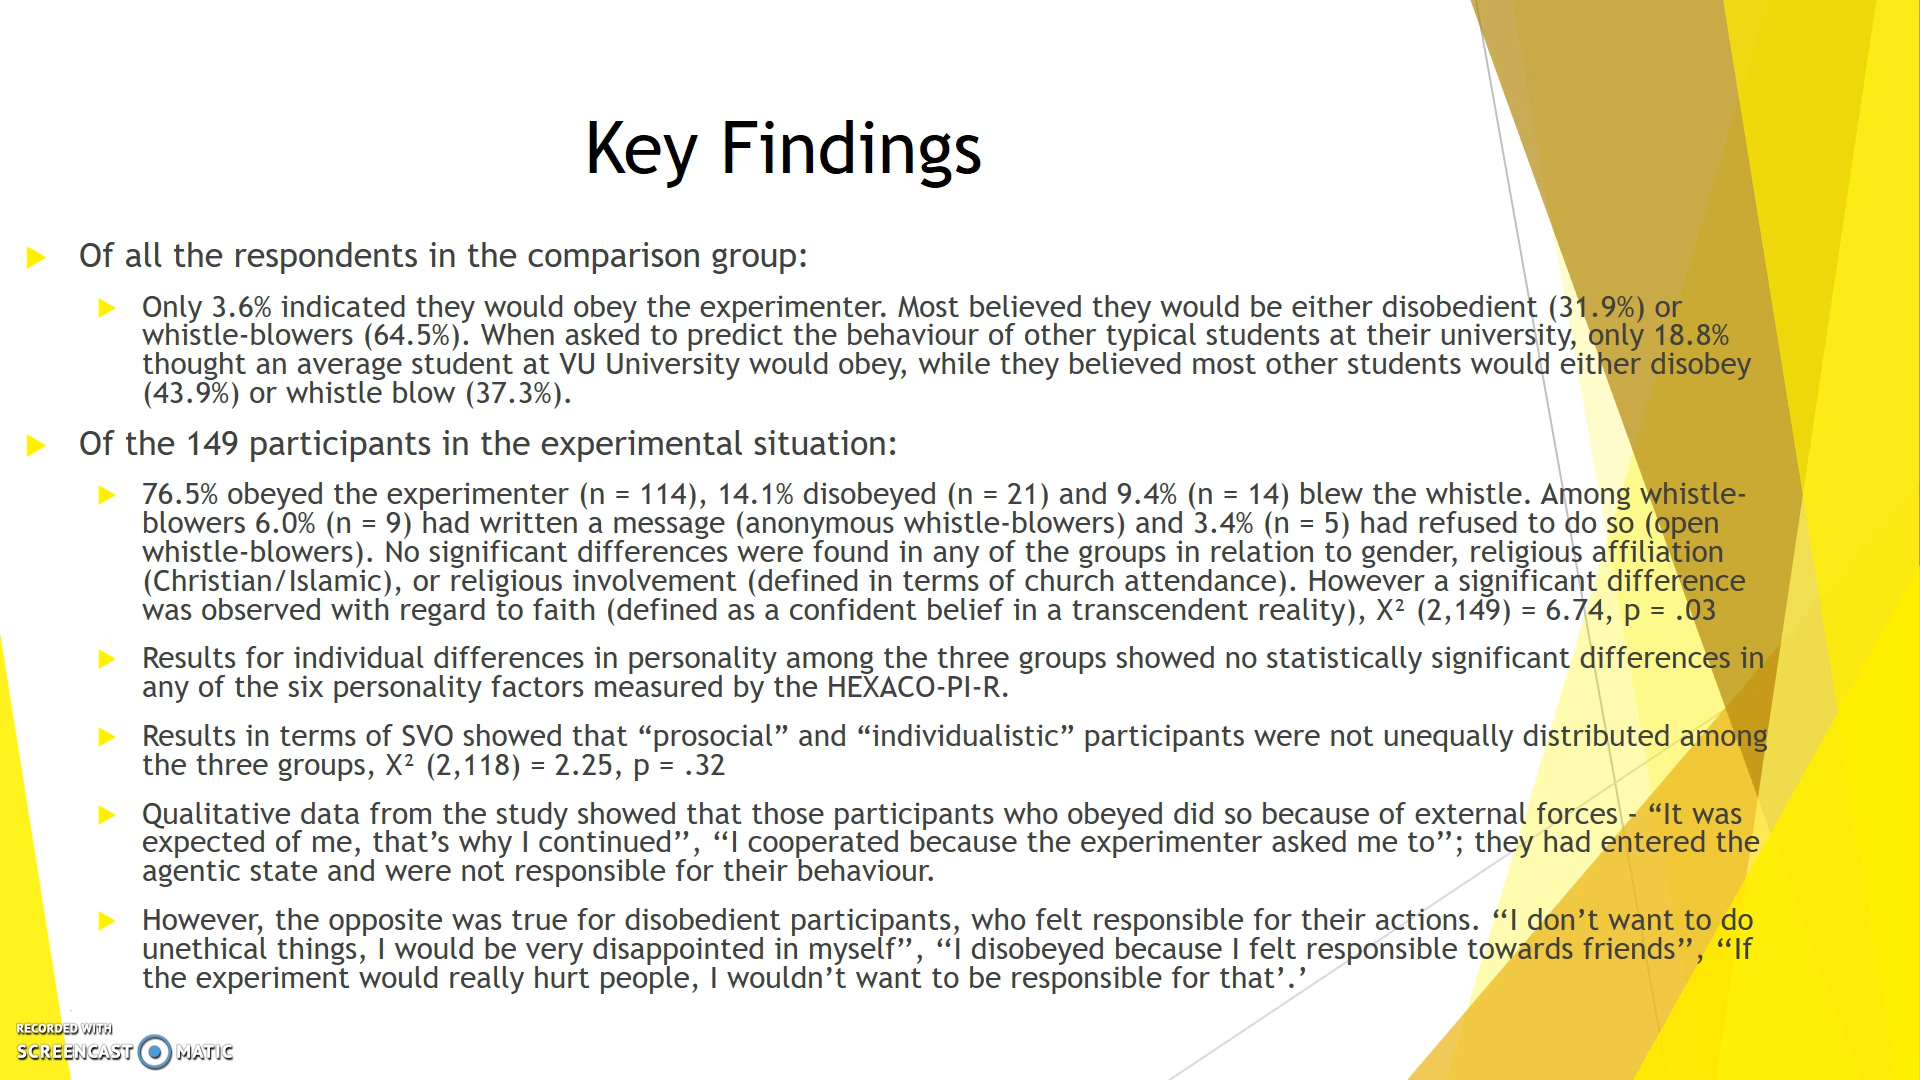 Key Findings
Of all the respondents in the comparison group:
Only 3.6% indicated they would obey the experimenter. Most believed they would be either disobedient (31.9%) or
whistle-blowers (64.5%). When asked to predict the behaviour of other typical students at their university, only 18.8%
thought an average student at VU University would obey, while they believed most other students would either disobey
(43.9%) or whistle blow (37.3%).
Of the 149 participants in the experimental situation:
76.5% obeyed the experimenter (n = 114), 14.1% disobeyed (n = 21) and 9.4% (n = 14) blew the whistle. Among whistle-
blowers 6.0% (n = 9) had written a message (anonymous whistle-blowers) and 3.4% (n = 5) had refused to do so (open
whistle-blowers). No significant differences were found in any of the groups in relation to gender, religious affiliation
(Christian/Islamic), or religious involvement (defined in terms of church attendance). However a significant difference
was observed with regard to faith (defined as a confident belief in a transcendent reality), X² (2,149) = 6.74, p = .03
Results for individual differences in personality among the three groups showed no statistically significant differences in
any of the six personality factors measured by the HEXACO-PI-R.
Results in terms of SVO showed that “prosocial” and “individualistic” participants were not unequally distributed among
the three groups, X² (2,118) = 2.25, p = .32
Qualitative data from the study showed that those participants who obeyed did so because of external forces - “It was
expected of me, that’s why I continued’’, ‘‘I cooperated because the experimenter asked me to’’; they had entered the
agentic state and were not responsible for their behaviour.
However, the opposite was true for disobedient participants, who felt responsible for their actions. ‘‘I don’t want to do
unethical things, I would be very disappointed in myself’’, ‘‘I disobeyed because I felt responsible towards friends’’, ‘‘If
the experiment would really hurt people, I wouldn’t want to be responsible for that’.’
RECORDED WITH
SCREENCAST MATIC